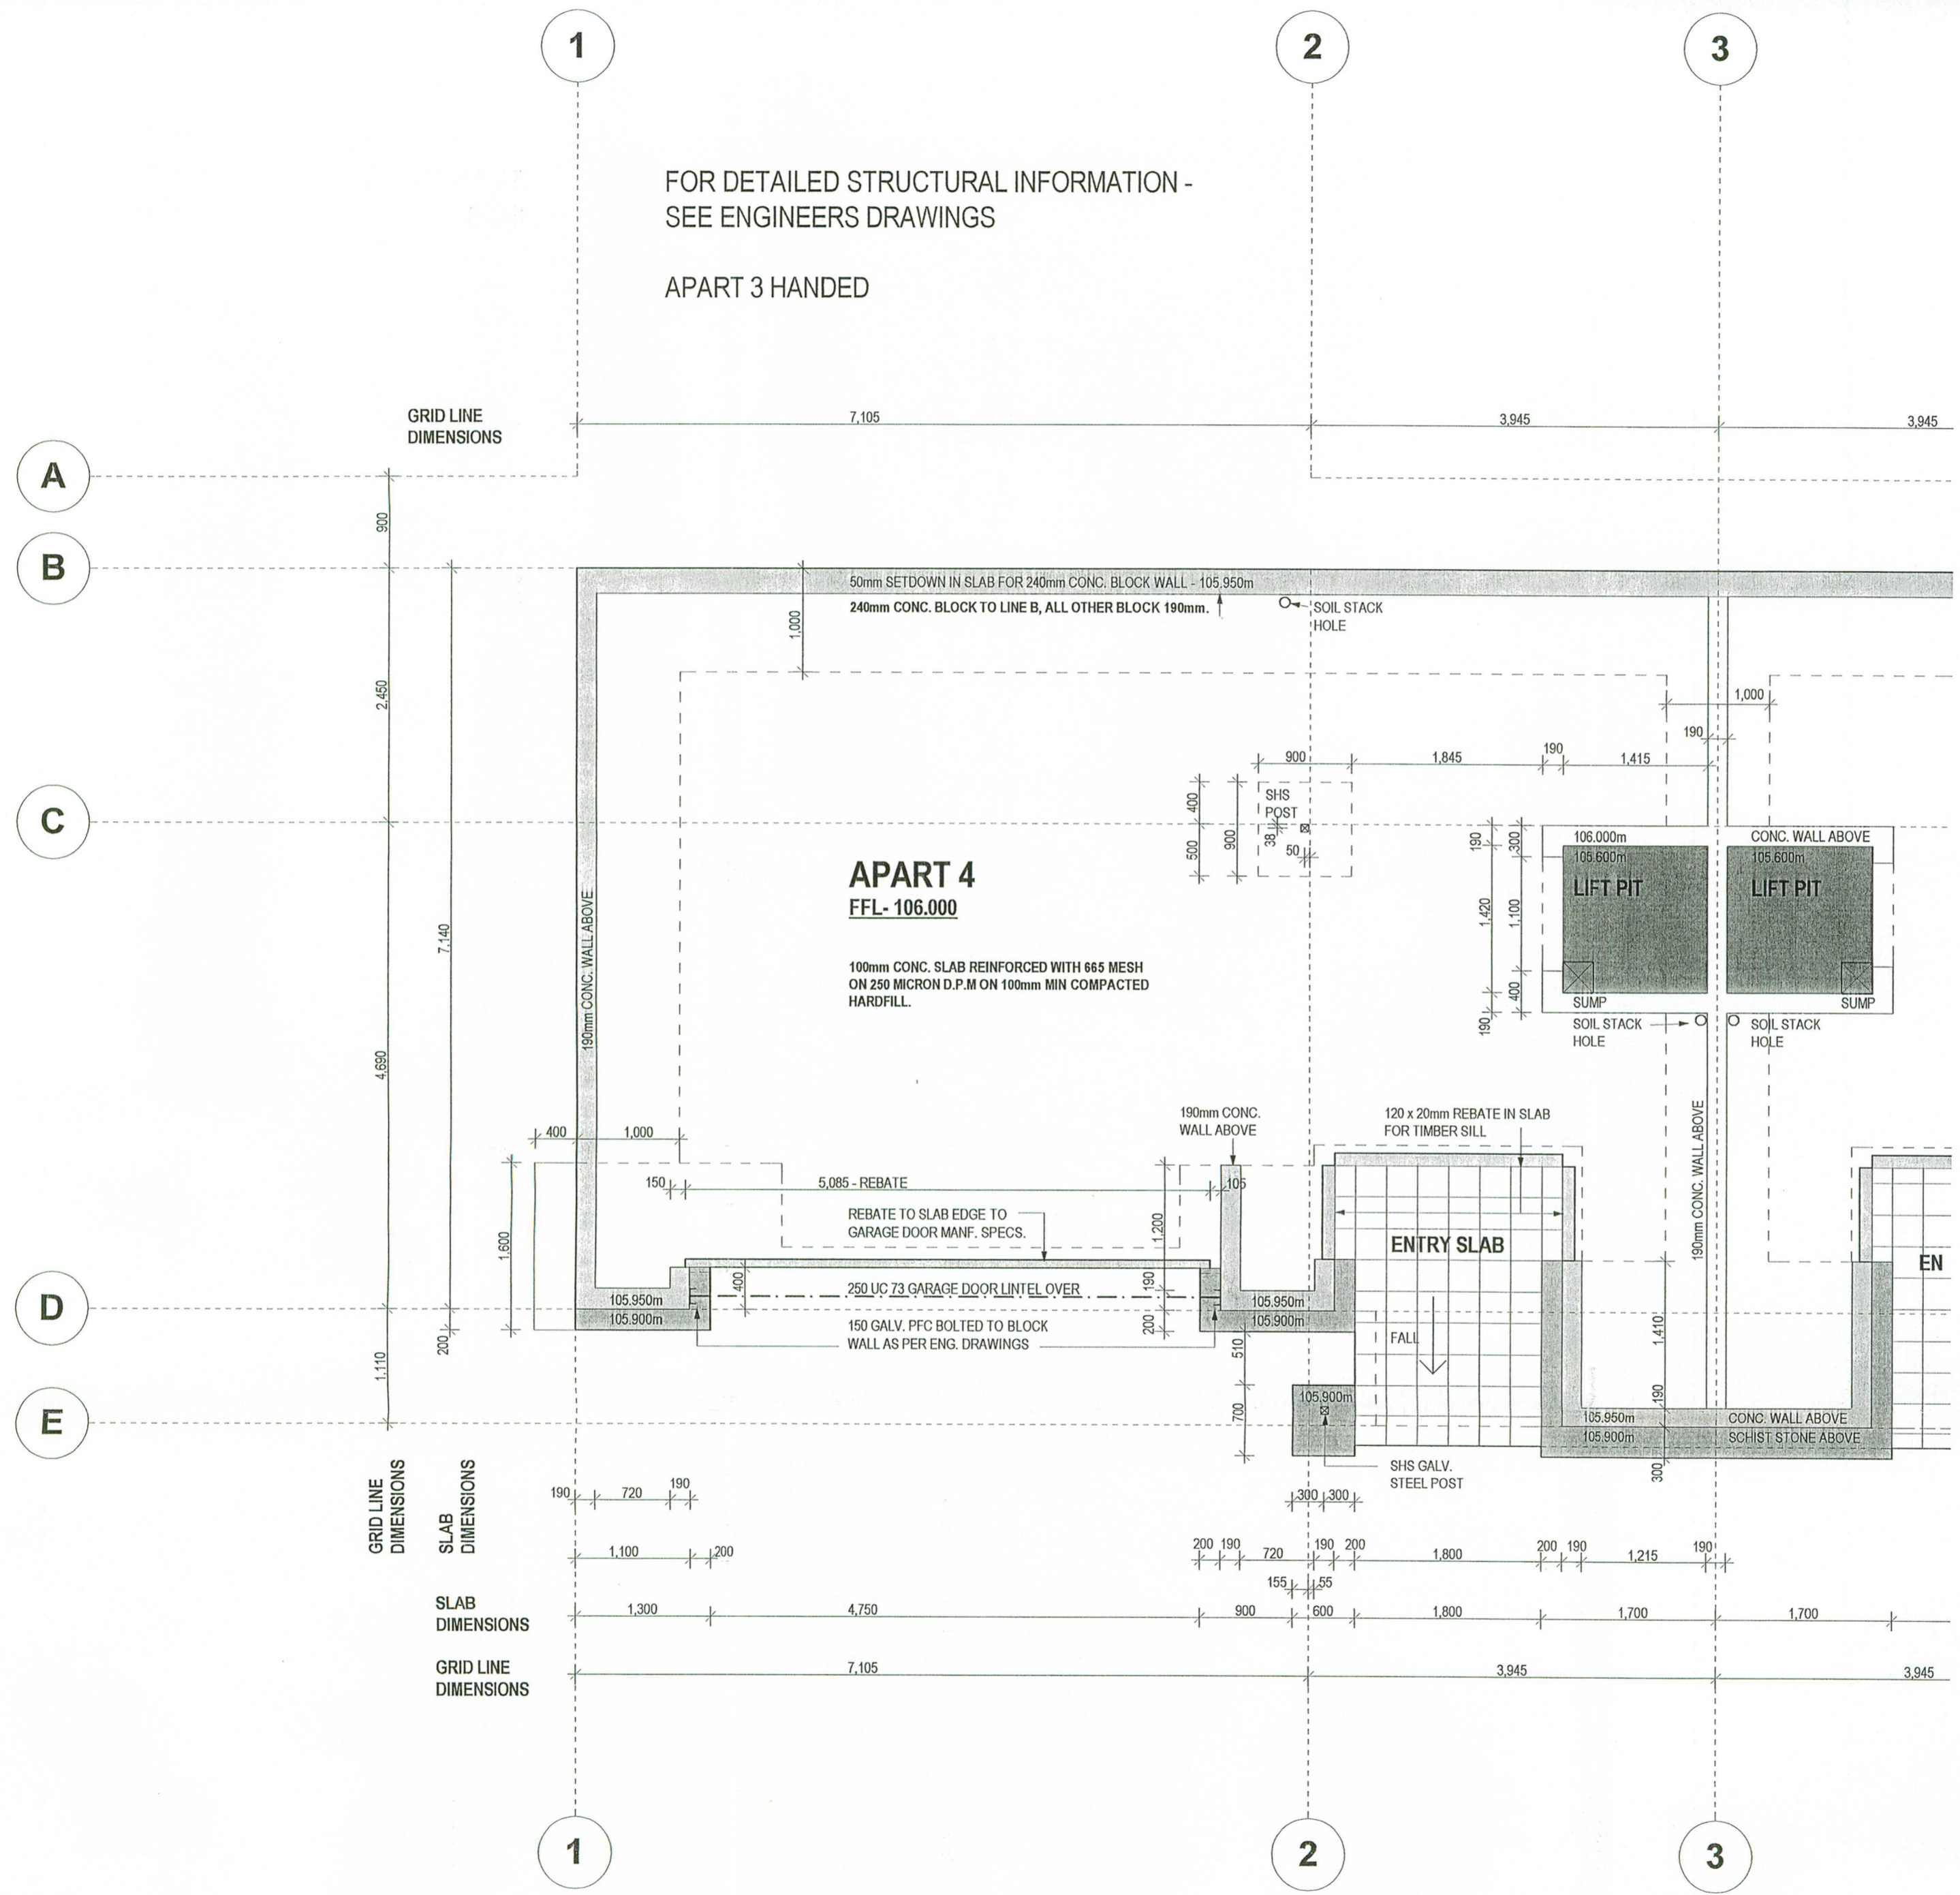 1
2
3
FOR DETAILED STRUCTURAL INFORMATION -
SEE ENGINEERS DRAWINGS
APART 3 HANDED
GRID LINE
DIMENSIONS
7,105
3,945
3,945
A
900
B
50mm SETDOWN IN SLAB FOR 240mm CONC. BLOCK WALL - 105.950m
240mm CONC. BLOCK TO LINE B, ALL OTHER BLOCK 190mm.
SOIL STACK
HOLE
1,000
2,450
1,000
190
900
1,845
190
1,415
C
400
500
900
SHS
POST
38
50
190
300
1,420
1,100
400
190
106.000m
105.600m
LIFT PIT
SUMP
CONC. WALL ABOVE
105.600m
LIFT PIT
SUMP
SOIL STACK
HOLE
SOIL STACK
HOLE
APART 4
FFL- 106.000
100mm CONC. SLAB REINFORCED WITH 665 MESH
ON 250 MICRON D.P.M ON 100mm MIN COMPACTED
HARDFILL.
190mm CONC. WALL ABOVE
7,140
4,690
400
1,000
190mm CONC.
WALL ABOVE
120 x 20mm REBATE IN SLAB
FOR TIMBER SILL
190mm CONC. WALL ABOVE
150
5,085 - REBATE
105
REBATE TO SLAB EDGE TO
GARAGE DOOR MANF. SPECS.
1,600
1,200
ENTRY SLAB
EN
400
190
250 UC 73 GARAGE DOOR LINTEL OVER
D
105.950m
105.900m
105.950m
105.900m
150 GALV. PFC BOLTED TO BLOCK
WALL AS PER ENG. DRAWINGS
200
200
1,110
510
FALL
1,410
190
E
700
105.900m
105.950m
105.900m
CONC. WALL ABOVE
SCHIST STONE ABOVE
300
SHS GALV.
STEEL POST
GRID LINE
DIMENSIONS
SLAB
DIMENSIONS
190
720
190
300
300
1,100
200
200
190
720
190
200
1,800
200
190
1,215
190
155
55
SLAB
DIMENSIONS
1,300
4,750
900
600
1,800
1,700
1,700
GRID LINE
DIMENSIONS
7,105
3,945
3,945
1
2
3